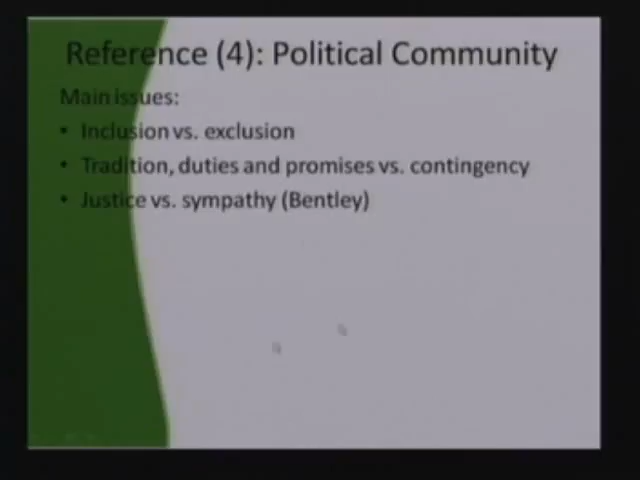 Reference (4): Political Community
Main issues:
• Inclusion vs. exclusion
• Tradition, duties and promises vs. contingency
• Justice vs. sympathy (Bentley)